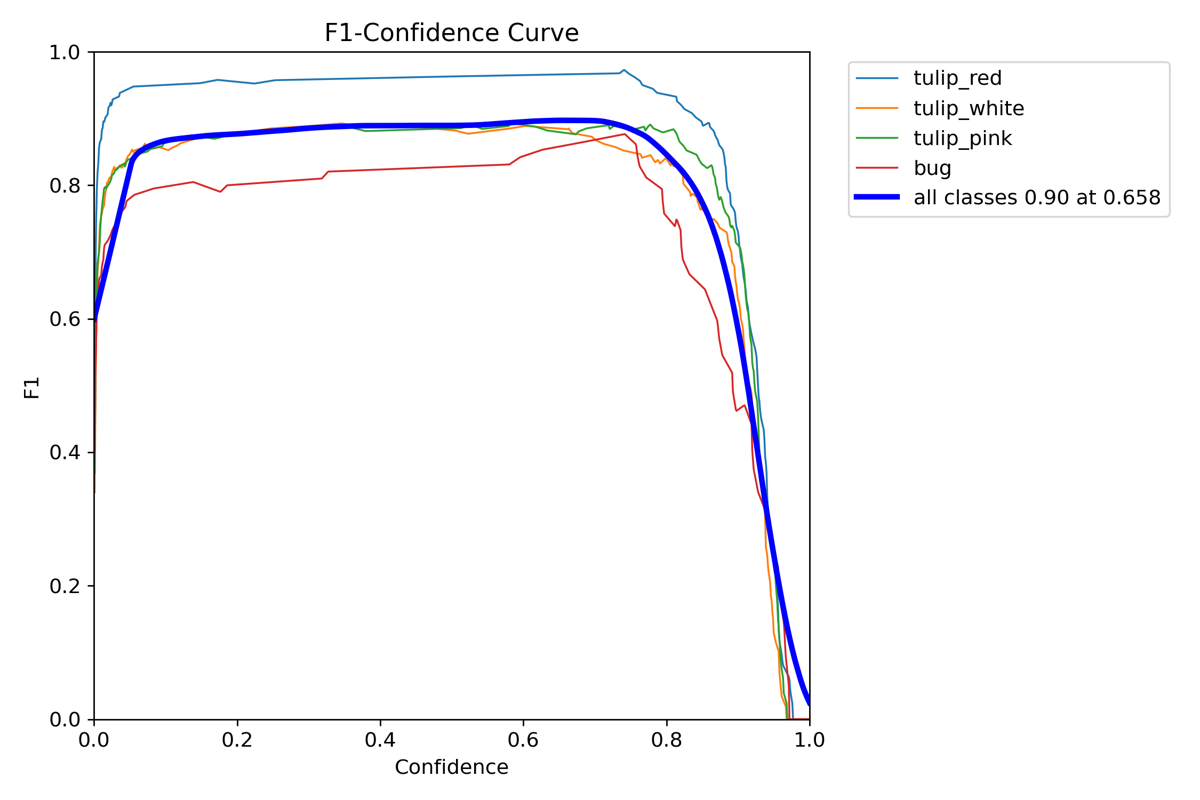 F1-Confidence Curve
1.0
0.8
0.6
0.4
0.2
0.0
F1
0.0 0.2 0.4 0.6 0.8 1.0
Confidence
tulip_red
tulip_white
tulip_pink
bug
all classes 0.90 at 0.658